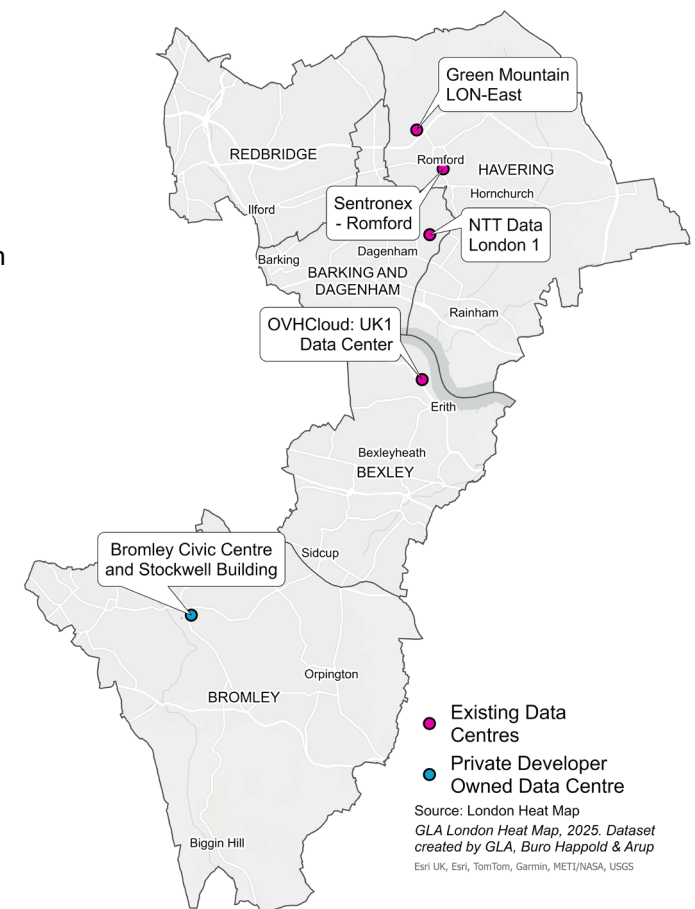 Green Mountain
LON-East
REDBRIDGE
Romford
HAVERING
Hornchurch
Ilford
Sentronex
- Romford
NTT Data
London 1
Dagenham
Barking
BARKING AND
DAGENHAM
n
Rainham
OVHCloud: UK1
Data Center
Erith
Bexleyheath
BEXLEY
Sidcup
Bromley Civic Centre
and Stockwell Building
Orpington
BROMLEY
Biggin Hill
Existing Data
Centres
Private Developer
Owned Data Centre
Source: London Heat Map
GLA London Heat Map, 2025. Dataset
created by GLA, Buro Happold & Arup
Esri UK, Esri, TomTom, Garmin, METI/NASA, USGS